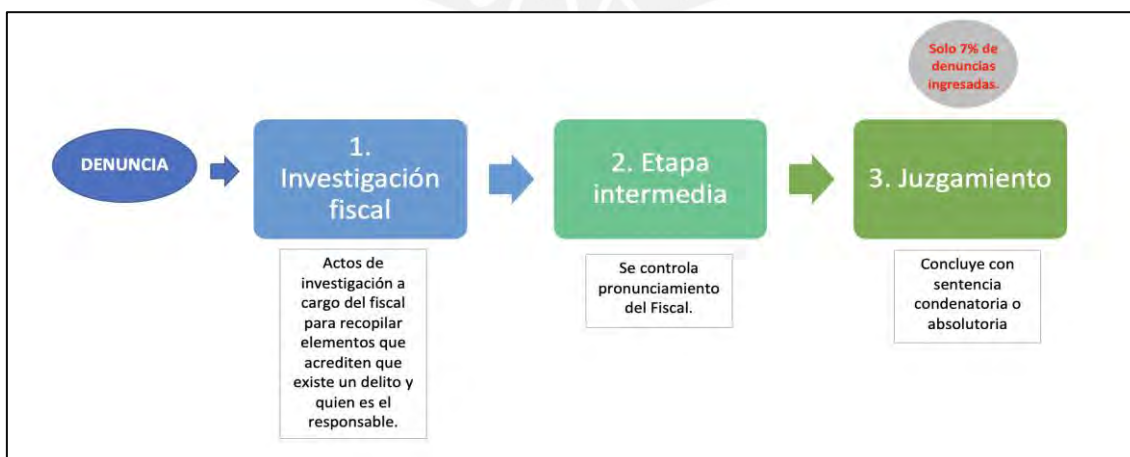 Solo 7% de
denuncias
ingresadas.
DENUNCIA
1.
Investigación
fiscal
2. Etapa
intermedia
3. Juzgamiento
Actos de
investigación a
cargo del fiscal
para recopilar
elementos que
acrediten que
existe un delito y
quien es el
responsable.
Se controla
pronunciamiento
del Fiscal.
Concluye con
sentencia
condenatoria o
absolutoria